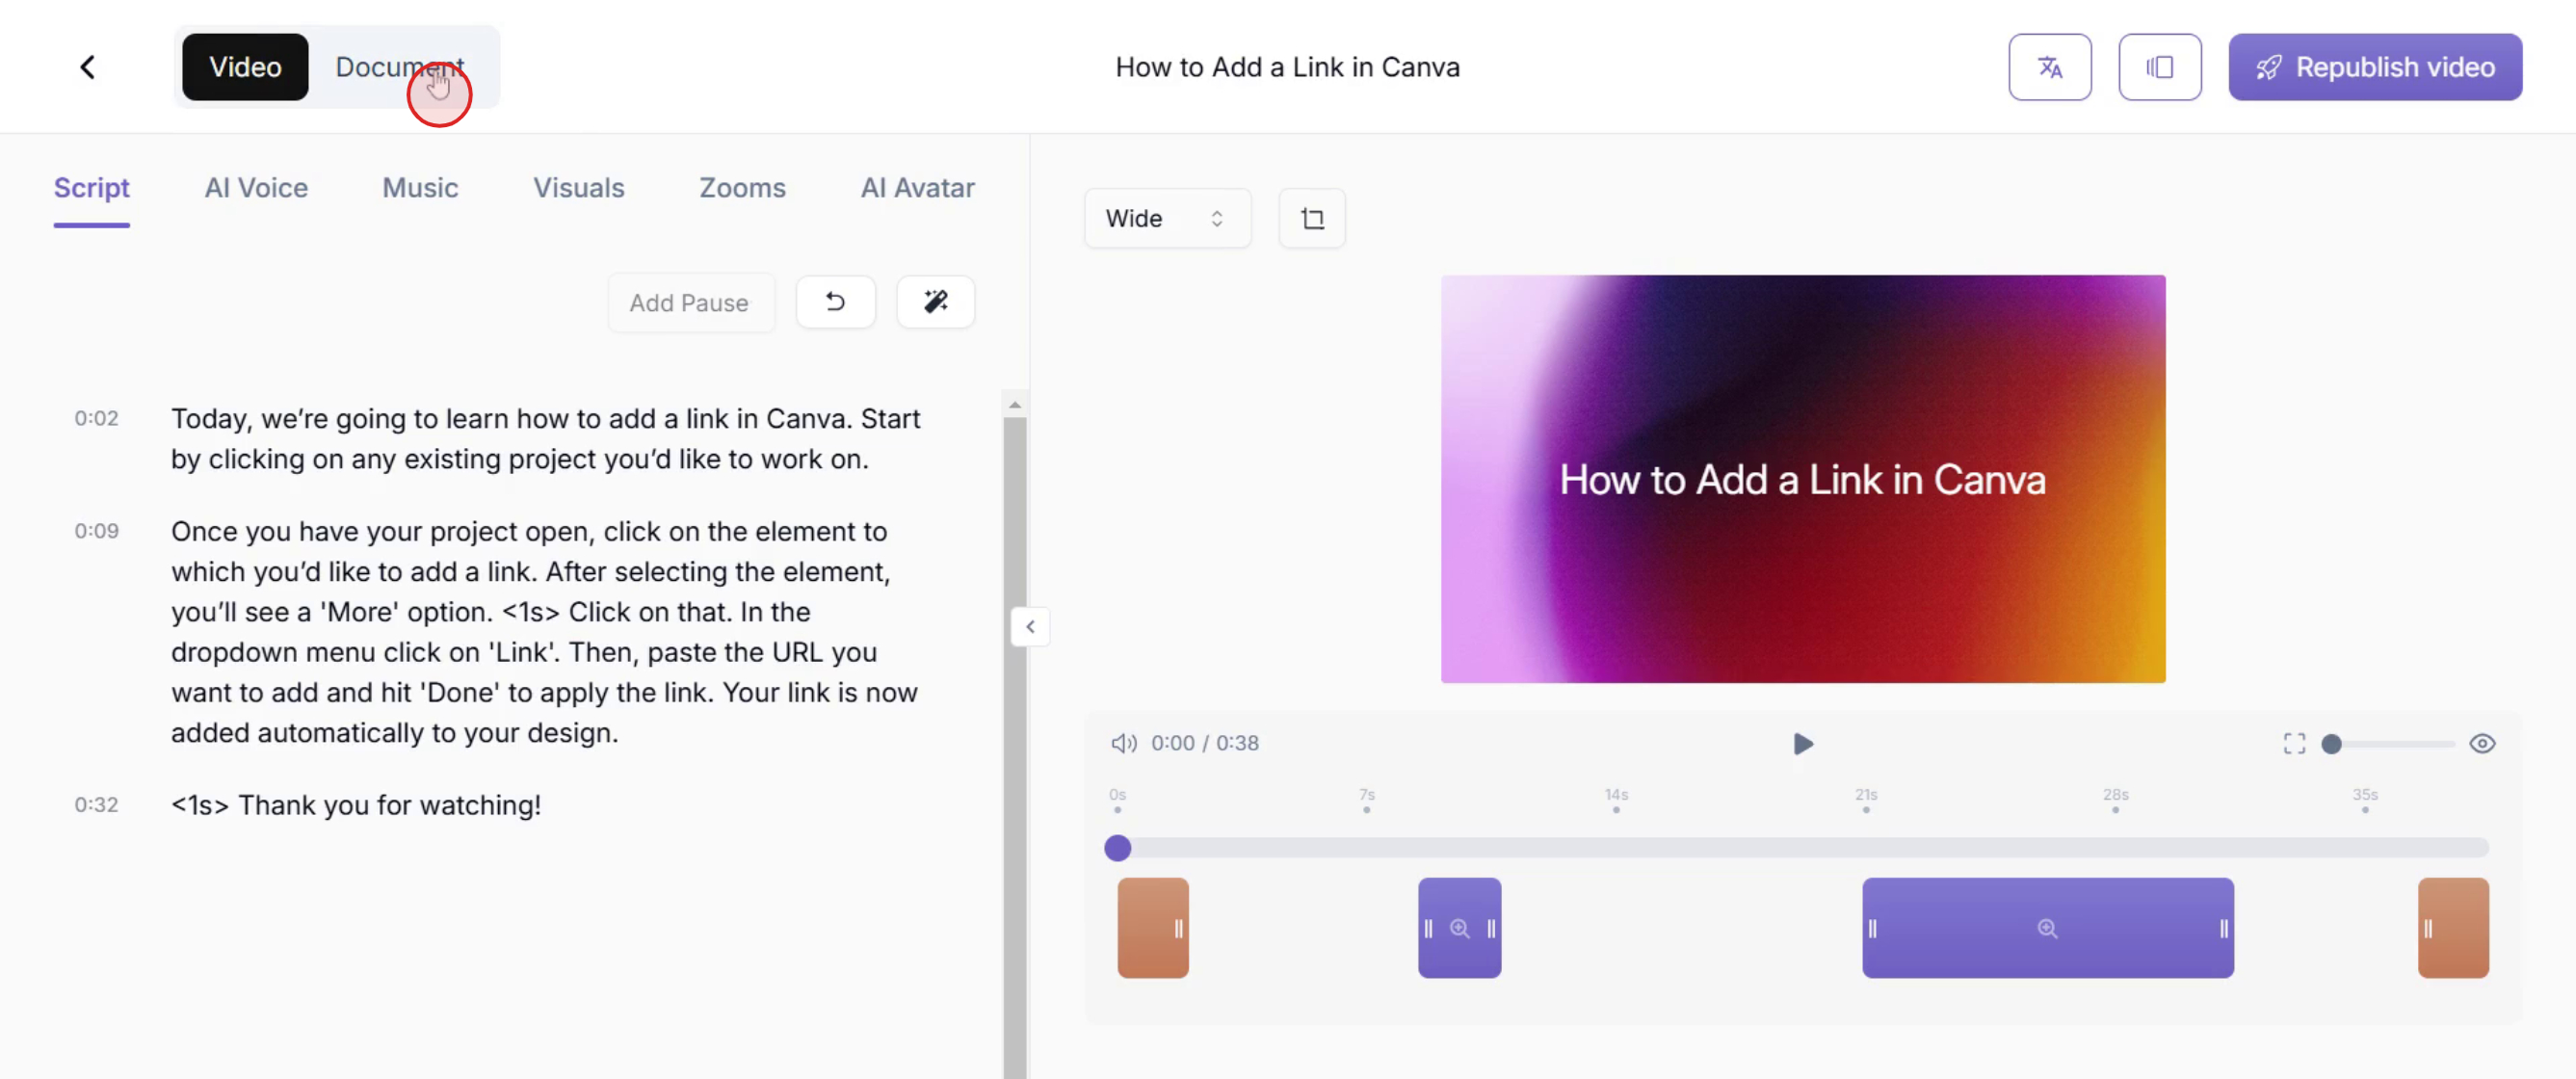 Video
Document
How to Add a Link in Canva
Republish video
Script
AI Voice
Music
Visuals
Zooms
AI Avatar
Add Pause
0:02
Today, we’re going to learn how to add a link in Canva. Start
by clicking on any existing project you’d like to work on.
0:09
Once you have your project open, click on the element to
which you’d like to add a link. After selecting the element,
you’ll see a 'More' option. <1s> Click on that. In the
dropdown menu click on 'Link'. Then, paste the URL you
want to add and hit 'Done' to apply the link. Your link is now
added automatically to your design.
0:32
<1s> Thank you for watching!
Wide
How to Add a Link in Canva
0:00 / 0:38
0s
7s
14s
21s
28s
35s